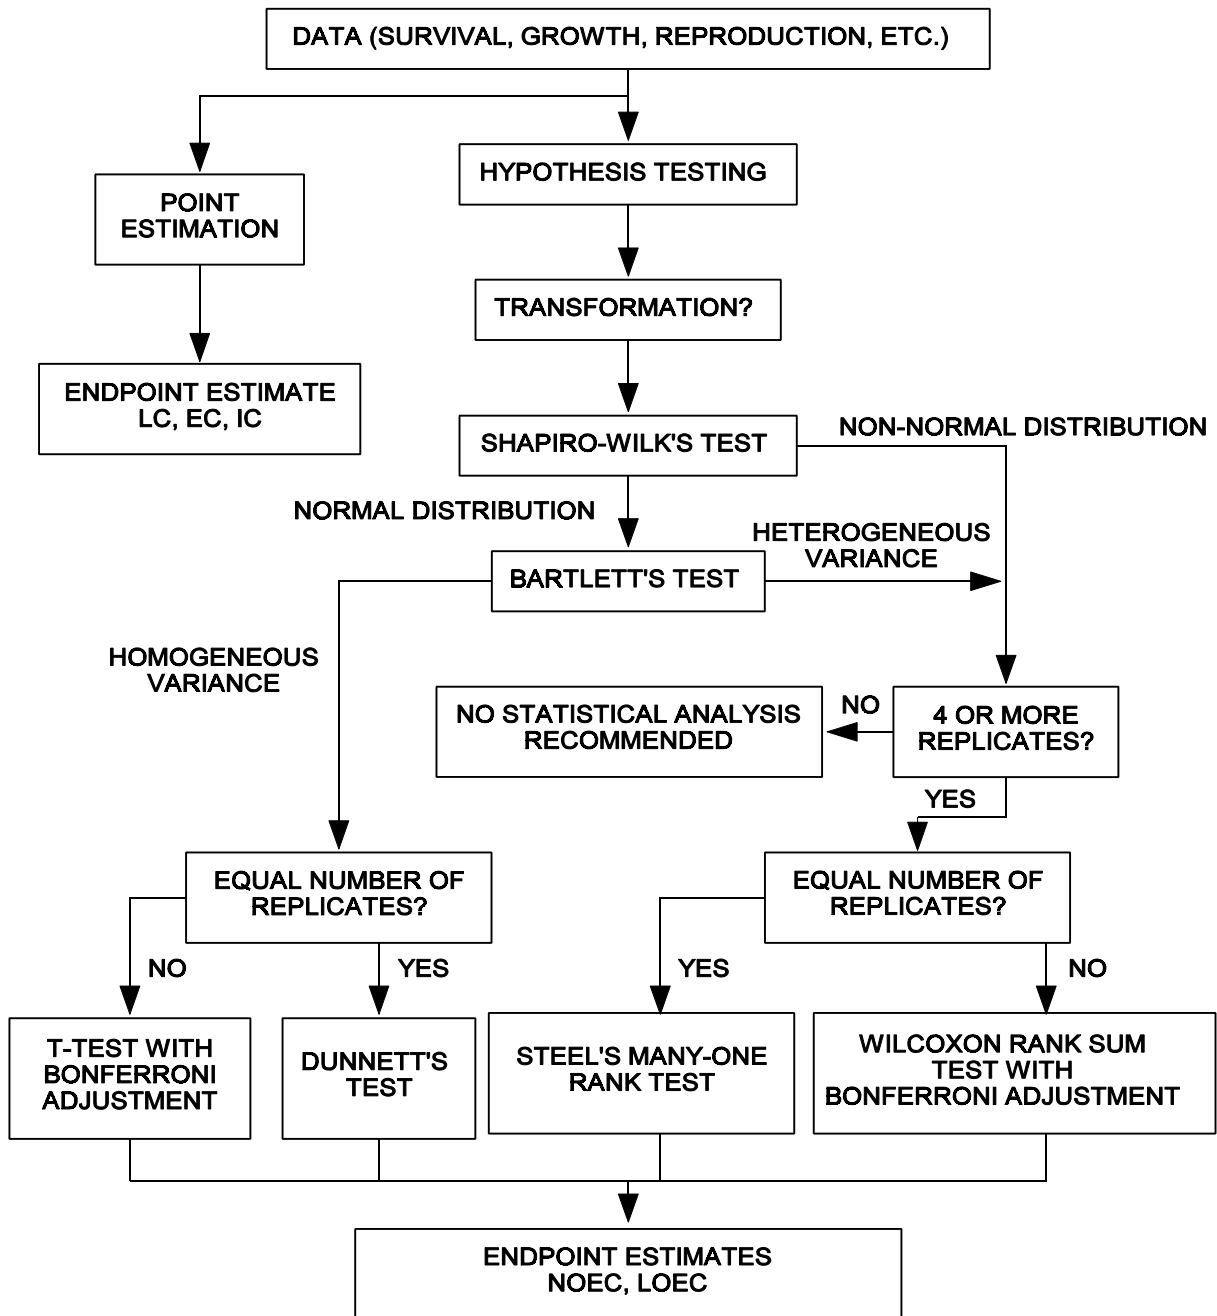 DATA (SURVIVAL, GROWTH, REPRODUCTION, ETC.)
HYPOTHESIS TESTING
POINT
ESTIMATION
TRANSFORMATION?
ENDPOINT ESTIMATE
LC, EC, IC
SHAPIRO-WILK'S TEST
NON-NORMAL DISTRIBUTION
NORMAL DISTRIBUTION
HETEROGENEOUS
VARIANCE
BARTLETT'S TEST
HOMOGENEOUS
VARIANCE
NO STATISTICAL ANALYSIS
RECOMMENDED
NO
4 OR MORE
REPLICATES?
YES
EQUAL NUMBER OF
REPLICATES?
EQUAL NUMBER OF
REPLICATES?
NO
YES
YES
NO
T-TEST WITH
BONFERRONI
ADJUSTMENT
DUNNETT'S
TEST
STEEL'S MANY-ONE
RANK TEST
WILCOXON RANK SUM
TEST WITH
BONFERRONI ADJUSTMENT
ENDPOINT ESTIMATES
NOEC, LOEC